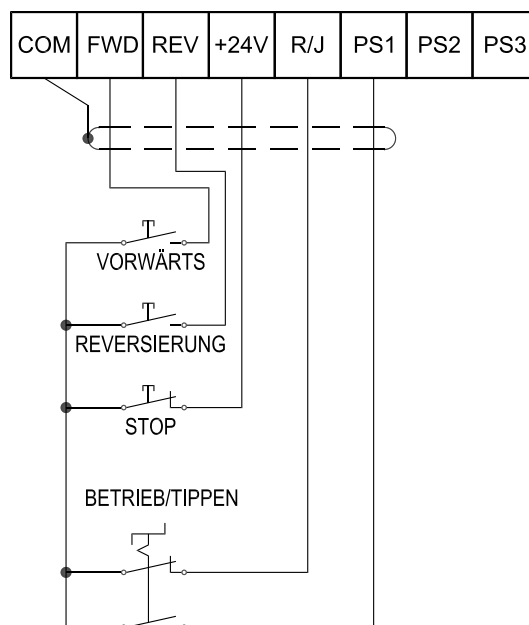 COM FWD REV +24V R/J PS1 PS2 PS3
VORWÄRTS
REVERSIERUNG
STOP
BETRIEB/TIPPEN